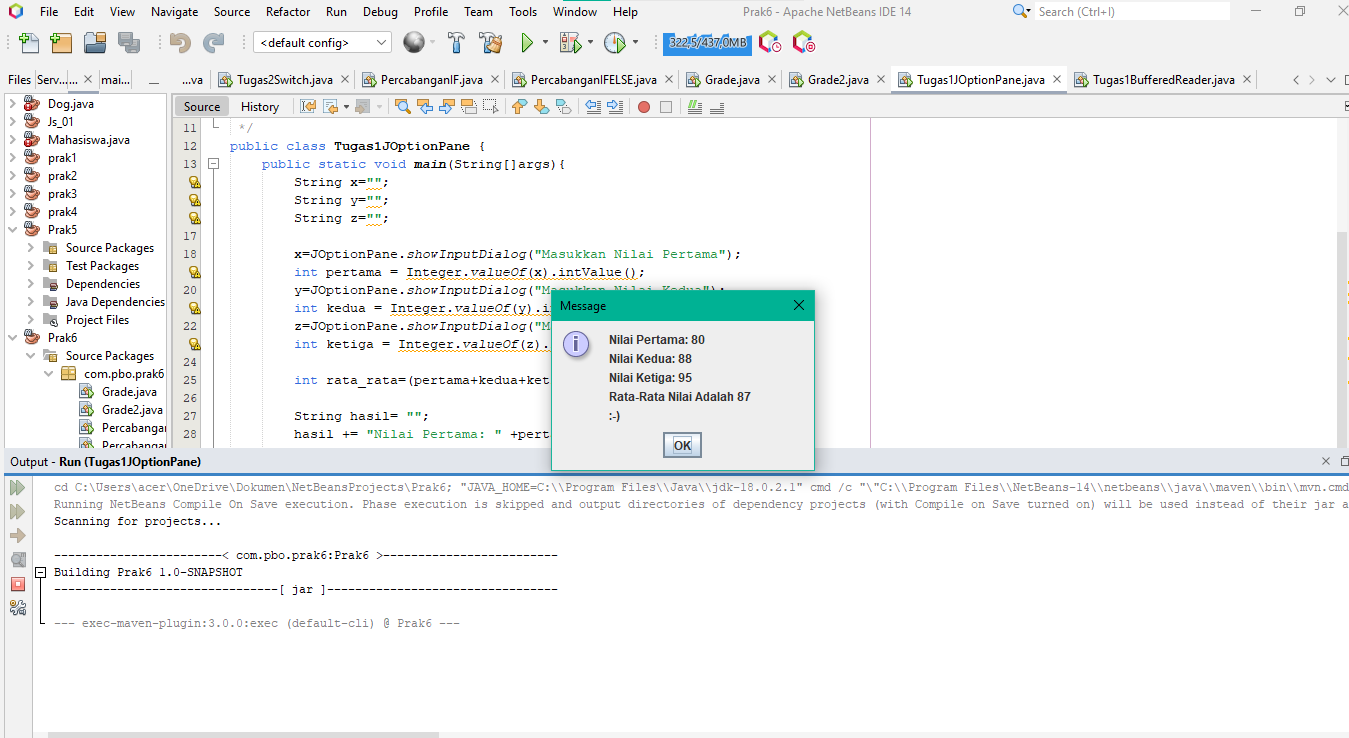 File Edit View Navigate Source Refactor Run Debug Profile Team Tools Window Help Prak6 - Apache NetBeans IDE 14 Search (Ctrl+I)
<default config> 322,5/437,0MB
Files Serv... ... mai... ...va Tugas2Switch.java PercabanganIF.java PercabanganIFELSE.java Grade.java Grade2.java Tugas1JOptionPane.java Tugas1BufferedReader.java
Source History
Dog.java
Js_01
Mahasiswa.java
prak1
prak2
prak3
prak4
Prak5
Source Packages
Test Packages
Dependencies
Java Dependencies
Project Files
Prak6
Source Packages
com.pbo.prak6
Grade.java
Grade2.java
Percabangan
Percabangan
11 */
12 public class Tugas1JOptionPane {
13 public static void main(String[]args){
String x="";
String y="";
String z="";
17
18 x=JOptionPane.showInputDialog("Masukkan Nilai Pertama");
int pertama = Integer.valueOf(x).intValue();
20 y=JOptionPane.showInputDialog("Masukkan Nilai Kedua");
int kedua = Integer.valueOf(y).i
22 z=JOptionPane.showInputDialog("M
int ketiga = Integer.valueOf(z).
24
25 int rata_rata=(pertama+kedua+ket
26
27 String hasil= "";
28 hasil += "Nilai Pertama: " +pert
Message
Nilai Pertama: 80
Nilai Kedua: 88
Nilai Ketiga: 95
Rata-Rata Nilai Adalah 87
:-)
OK
Output - Run (Tugas1JOptionPane)
cd C:\Users\acer\OneDrive\Dokumen\NetBeansProjects\Prak6; "JAVA_HOME=C:\\Program Files\\Java\\jdk-18.0.2.1" cmd /c "\"C:\\Program Files\\NetBeans-14\\netbeans\\java\\maven\\bin\\mvn.cmd
Running NetBeans Compile On Save execution. Phase execution is skipped and output directories of dependency projects (with Compile on Save turned on) will be used instead of their jar a
Scanning for projects...
------------------------< com.pbo.prak6:Prak6 >-------------------------
Building Prak6 1.0-SNAPSHOT
--------------------------------[ jar ]---------------------------------
--- exec-maven-plugin:3.0.0:exec (default-cli) @ Prak6 ---